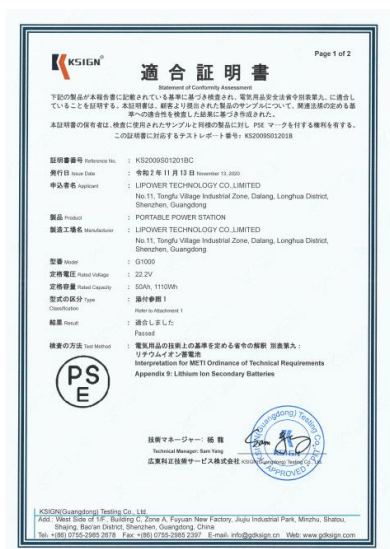 KSIGN®
Page 1 of 2
適合証明書
Statement of Conformity Assessment
下記の製品が本報告書に記載されている基準に基づき検査され、電気用品安全法省令別表第九、に適合し
ていることを証明する。本証明書は、顧客より提出された製品のサンプルについて、関連法規の定める基
準への適合性を検査した結果に基づき作成された。
本証明書の保有者は、検査に使用されたサンプルと同様の製品に対し PSE マークを付する権利を有する。
この証明書に対応するテストレポート番号: KS2009S01201B
証明書番号 Reference No. : KS2009S01201BC
発行日 Issue Date : 令和 2 年 11 月 13 日 November 13, 2020
申込者名 Applicant : LIPOWER TECHNOLOGY CO.,LIMITED
No.11, Tongfu Village Industrial Zone, Dalang, Longhua District,
Shenzhen, Guangdong
製品 Product : PORTABLE POWER STATION
製造工場名 Manufacturer : LIPOWER TECHNOLOGY CO.,LIMITED
No.11, Tongfu Village Industrial Zone, Dalang, Longhua District,
Shenzhen, Guangdong
型番 Model : G1000
定格電圧 Rated Voltage : 22.2V
定格容量 Rated Capacity : 50Ah, 1110Wh
型式の区分 Type : 添付参照 1
Classification Refer to Attachment 1
結果 Result : 適合しました
Passed
検査の方法 Test Method : 電気用品の技術上の基準を定める省令の解釈 別表第九:
リチウムイオン蓄電池
Interpretation for METI Ordinance of Technical Requirements
Appendix 9: Lithium Ion Secondary Batteries
PS
E
技術マネージャー: 杨 龍
Technical Manager: Sam Yang
広東科正技術サービス株式会社 KSIGN(Guangdong) Testing Co., Ltd.
KSIGN(Guangdong) Testing Co., Ltd.
APPROVED
KSIGN(Guangdong) Testing Co., Ltd.
Add.: West Side of 1/F., Building C, Zone A, Fuyuan New Factory, Jiujiu Industrial Park, Minzhu, Shatou,
Shajing, Bao'an District, Shenzhen, Guangdong, China
Tel: +(86) 0755-2985 2678 Fax: +(86) 0755-2985 2397 E-mail: info@gdksign.cn Web: www.gdksign.com